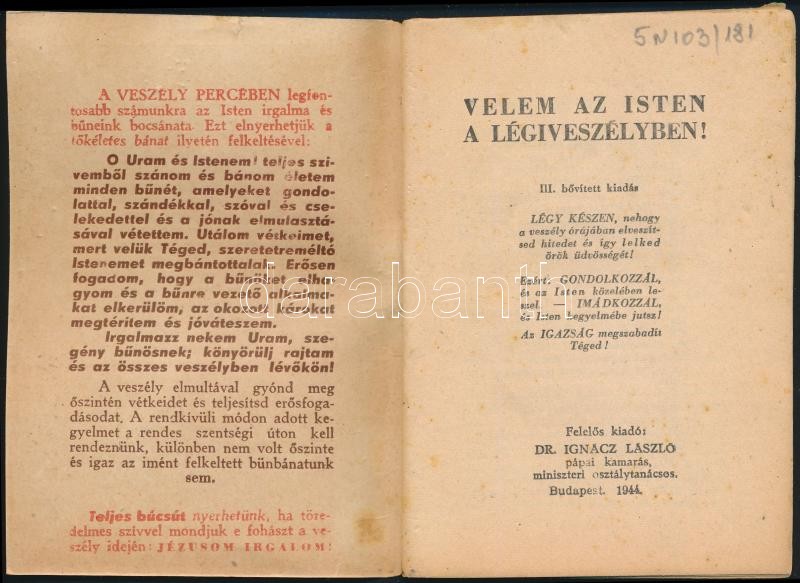 A VESZÉLY PERCÉBEN legfon-
tosabb számunkra az Isten irgalma és
bűneink bocsánata. Ezt elnyerhetjük a
tökéletes bánat ilyetén felkeltésével:
O Uram és Istenem! teljes szi-
vemből szánom és bánom életem
minden bűnét, amelyeket gondo-
lattal, szándékkal, szóval és cse-
lekedettel és a jónak elmulasztá-
sával vétettem. Utálom vétkeimet,
mert velük Téged, szeretetreméltó
Istenemet megbántottalak. Erősen
fogadom, hogy a bűnöket elha-
gyom és a bűnre vezető alkalma-
kat elkerülöm, az okozott károkat
megtérítem és jóváteszem.
Irgalmazz nekem Uram, sze-
gény bűnösnek; könyörülj rajtam
és az összes veszélyben lévőkön!
A veszély elmultával gyónd meg
őszintén vétkeidet és teljesítsd erősfoga-
dásodat. A rendkívüli módon adott ke-
gyelmet a rendes szentségi úton kell
rendeznünk, különben nem volt őszinte
és igaz az imént felkeltett bűnbánatunk
sem.
Teljes búcsút nyerhetünk, ha töre-
delmes szivvel mondjuk e fohászt a ve-
szély idején: JÉZUSOM IRGALOM!
5N103/181
VELEM AZ ISTEN
A LÉGIVESZÉLYBEN!
III. bővített kiadás
LÉGY KÉSZEN, nehogy
a veszély órájában elveszít-
sed hitedet és így lelked
örök üdvösségét!
Ezért: GONDOLKOZZÁL,
és az Isten közelében le-
szel. — IMÁDKOZZÁL,
és Isten kegyelmébe jutsz!
Az IGAZSÁG megszabadít
Téged!
Felelős kiadó:
DR. IGNÁCZ LÁSZLÓ
pápai kamarás,
miniszteri osztálytanácsos.
Budapest. 1944.
darabanth